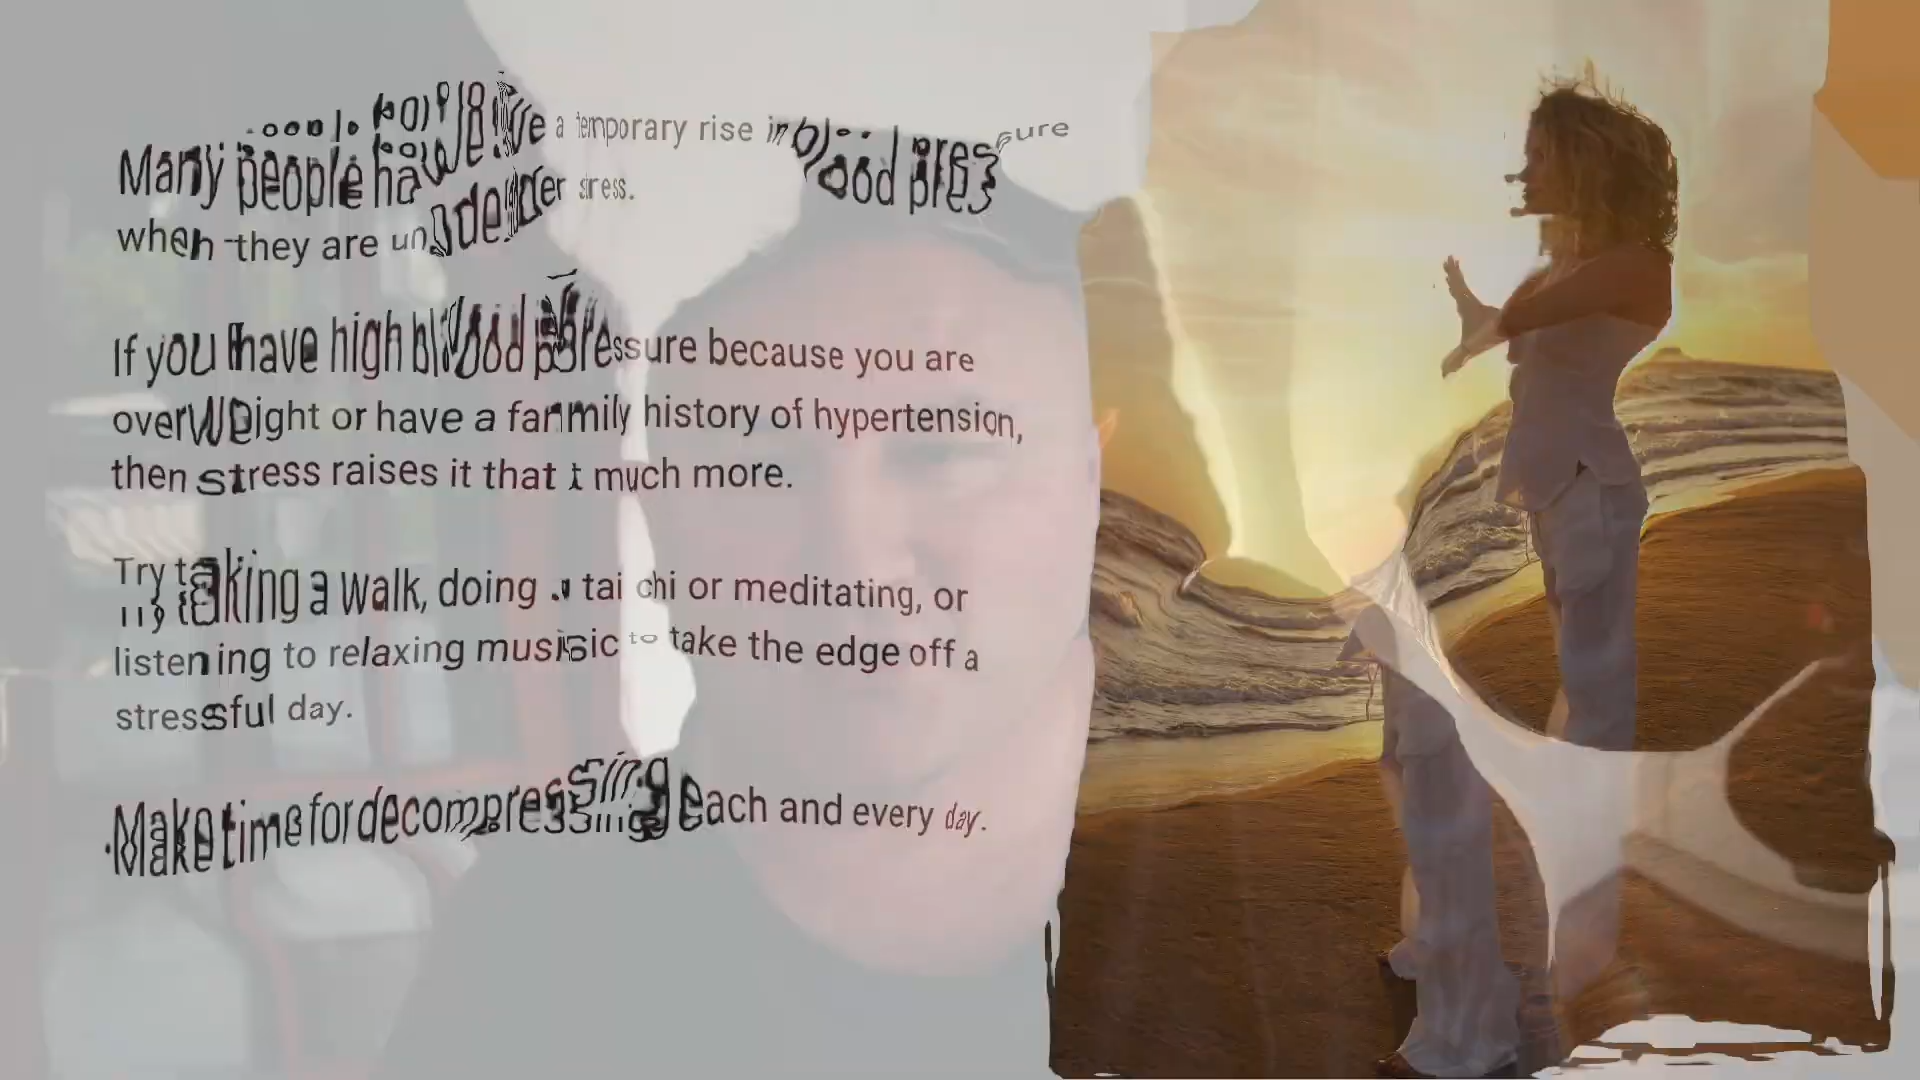 Many people have a temporary rise in blood pressure
when they are under stress.
If you have high blood pressure because you are
overweight or have a family history of hypertension,
then stress raises it that much more.
Try taking a walk, doing tai chi or meditating, or
listening to relaxing music to take the edge off a
stressful day.
Make time for decompressing each and every day.